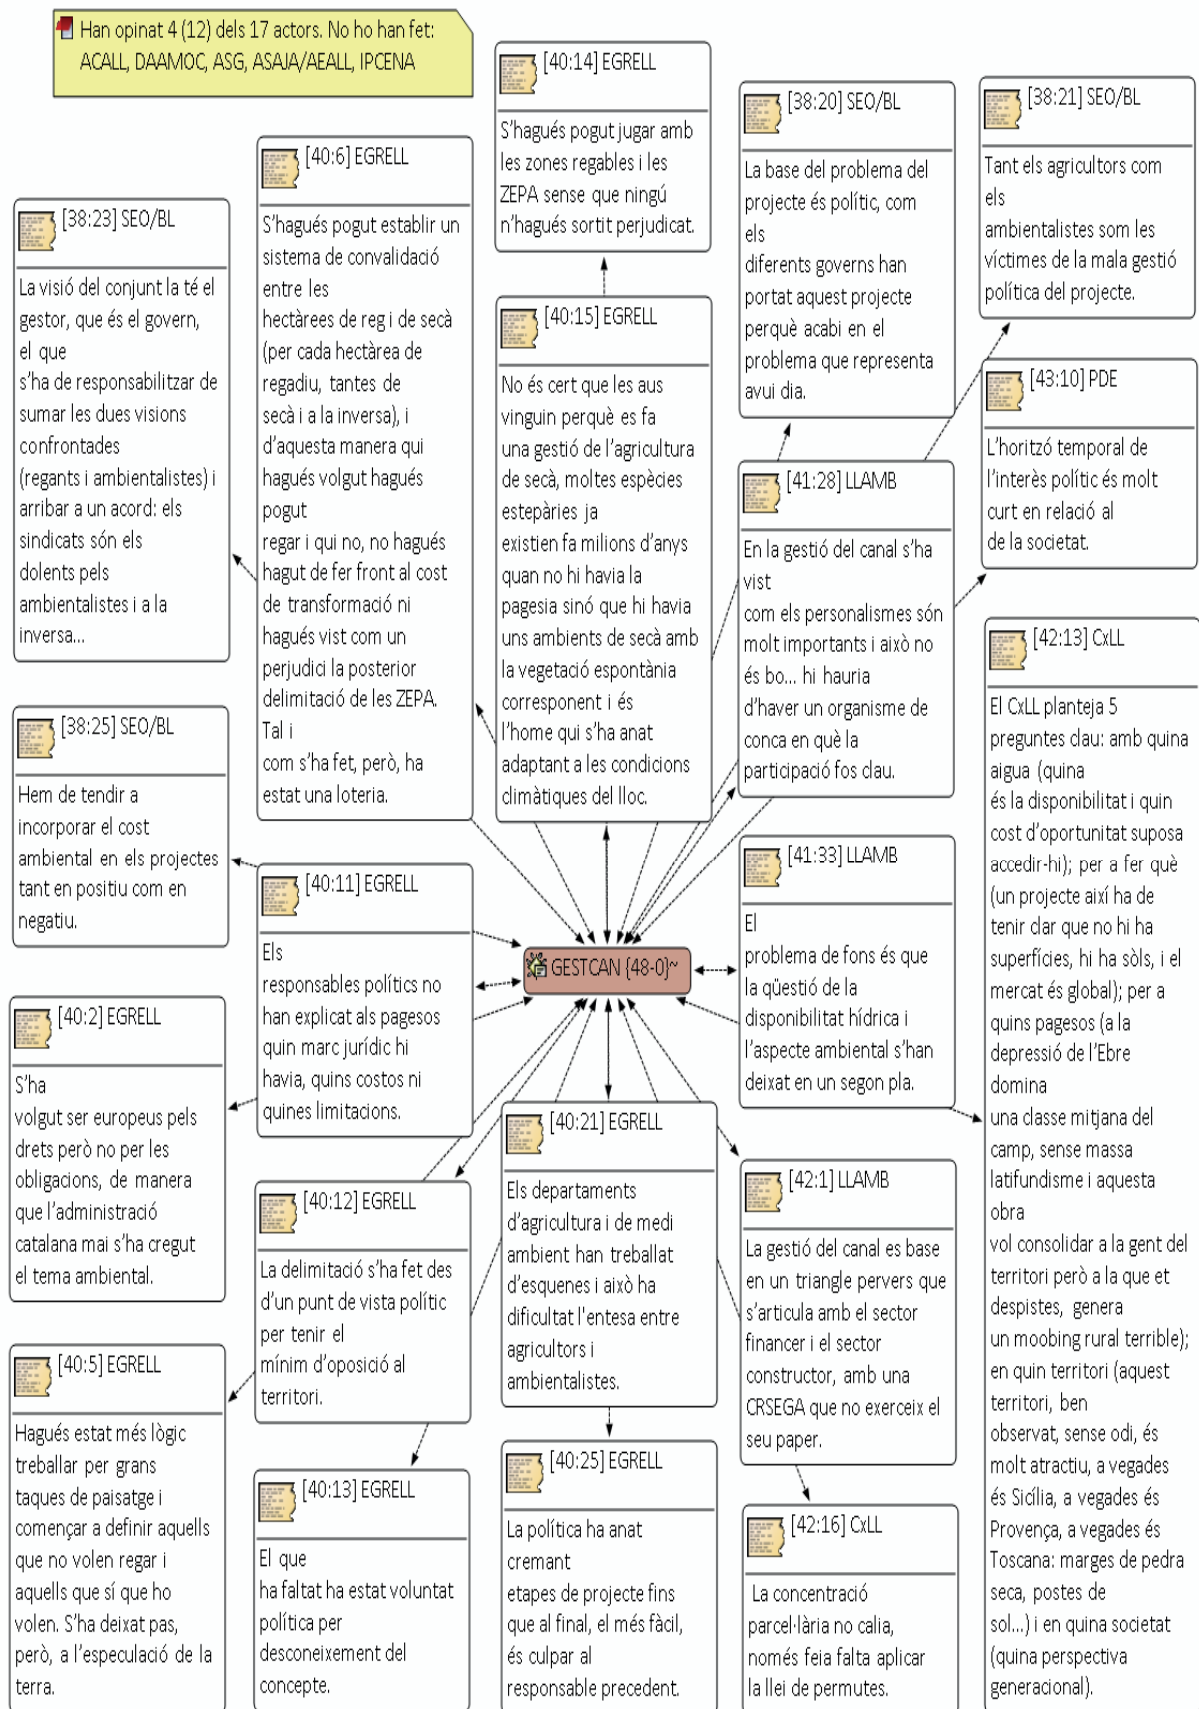 Han opinat 4 (12) dels 17 actors. No ho han fet:
ACALL, DAAMOC, ASG, ASAJA/AEALL, IPCENA
[38:23] SEO/BL
La visió del conjunt la té el
gestor, que és el govern,
el que
s'ha de responsabilitzar de
sumar les dues visions
confrontades
(regants i ambientalistes) i
arribar a un acord: els
sindicats són els
dolents pels
ambientalistes i a la
inversa...
[38:25] SEO/BL
Hem de tendir a
incorporar el cost
ambiental en els projectes
tant en positiu com en
negatiu.
[40:2] EGRELL
S'ha
volgut ser europeus pels
drets però no per les
obligacions, de manera
que l'administració
catalana mai s'ha cregut
el tema ambiental.
[40:5] EGRELL
Hagués estat més lògic
treballar per grans
taques de paisatge i
començar a definir aquells
que no volen regar i
aquells que sí que ho
volen. S'ha deixat pas,
però, a l'especulació de la
terra.
[40:6] EGRELL
S'hagués pogut establir un
sistema de convalidació
entre les
hectàrees de reg i de secà
(per cada hectàrea de
regadiu, tantes de
secà i a la inversa), i
d'aquesta manera qui
hagués volgut hagués
pogut
regar i qui no, no hagués
hagut de fer front al cost
de transformació ni
hagués vist com un
perjudici la posterior
delimitació de les ZEPA.
Tal i
com s'ha fet, però, ha
estat una loteria.
[40:11] EGRELL
Els
responsables polítics no
han explicat als pagesos
quin marc jurídic hi
havia, quins costos ni
quines limitacions.
[40:12] EGRELL
La delimitació s'ha fet des
d'un punt de vista polític
per tenir el
mínim d'oposició al
territori.
[40:13] EGRELL
El que
ha faltat ha estat voluntat
política per
desconeixement del
concepte.
[40:14] EGRELL
S'hagués pogut jugar amb
les zones regables i les
ZEPA sense que ningú
n'hagués sortit perjudicat.
[40:15] EGRELL
No és cert que les aus
vinguin perquè es fa
una gestió de l'agricultura
de secà, moltes espècies
estepàries ja
existien fa milions d'anys
quan no hi havia la
pagesia sinó que hi havia
uns ambients de secà amb
la vegetació espontània
corresponent i és
l'home qui s'ha anat
adaptant a les condicions
climàtiques del lloc.
GESTCAN {48-0}~
[40:21] EGRELL
Els departaments
d'agricultura i de medi
ambient han treballat
d'esquenes i això ha
dificultat l'entesa entre
agricultors i
ambientalistes.
[40:25] EGRELL
La política ha anat
cremant
etapes de projecte fins
que al final, el més fàcil,
és culpar al
responsable precedent.
[38:20] SEO/BL
La base del problema del
projecte és polític, com
els
diferents governs han
portat aquest projecte
perquè acabi en el
problema que representa
avui dia.
[41:28] LLAMB
En la gestió del canal s'ha
vist
com els personalismes són
molt importants i això no
és bo... hi hauria
d'haver un organisme de
conca en què la
participació fos clau.
[41:33] LLAMB
El
problema de fons és que
la qüestió de la
disponibilitat hídrica i
l'aspecte ambiental s'han
deixat en un segon pla.
[42:1] LLAMB
La gestió del canal es base
en un triangle pervers que
s'articula amb el sector
financer i el sector
constructor, amb una
CRSEGA que no exerceix el
seu paper.
[42:16] CxLL
La concentració
parcel·lària no calia,
només feia falta aplicar
la llei de permutes.
[38:21] SEO/BL
Tant els agricultors com
els
ambientalistes som les
víctimes de la mala gestió
política del projecte.
[43:10] PDE
L'horitzó temporal de
l'interès polític és molt
curt en relació al
de la societat.
[42:13] CxLL
El CxLL planteja 5
preguntes clau: amb quina
aigua (quina
és la disponibilitat i quin
cost d'oportunitat suposa
accedir-hi); per a fer què
(un projecte així ha de
tenir clar que no hi ha
superfícies, hi ha sòls, i el
mercat és global); per a
quins pagesos (a la
depressió de l'Ebre
domina
una classe mitjana del
camp, sense massa
latifundisme i aquesta
obra
vol consolidar a la gent del
territori però a la que et
despistes, genera
un moobing rural terrible);
en quin territori (aquest
territori, ben
observat, sense odi, és
molt atractiu, a vegades
és Sicília, a vegades és
Provença, a vegades és
Toscana: marges de pedra
seca, postes de
sol...) i en quina societat
(quina perspectiva
generacional).